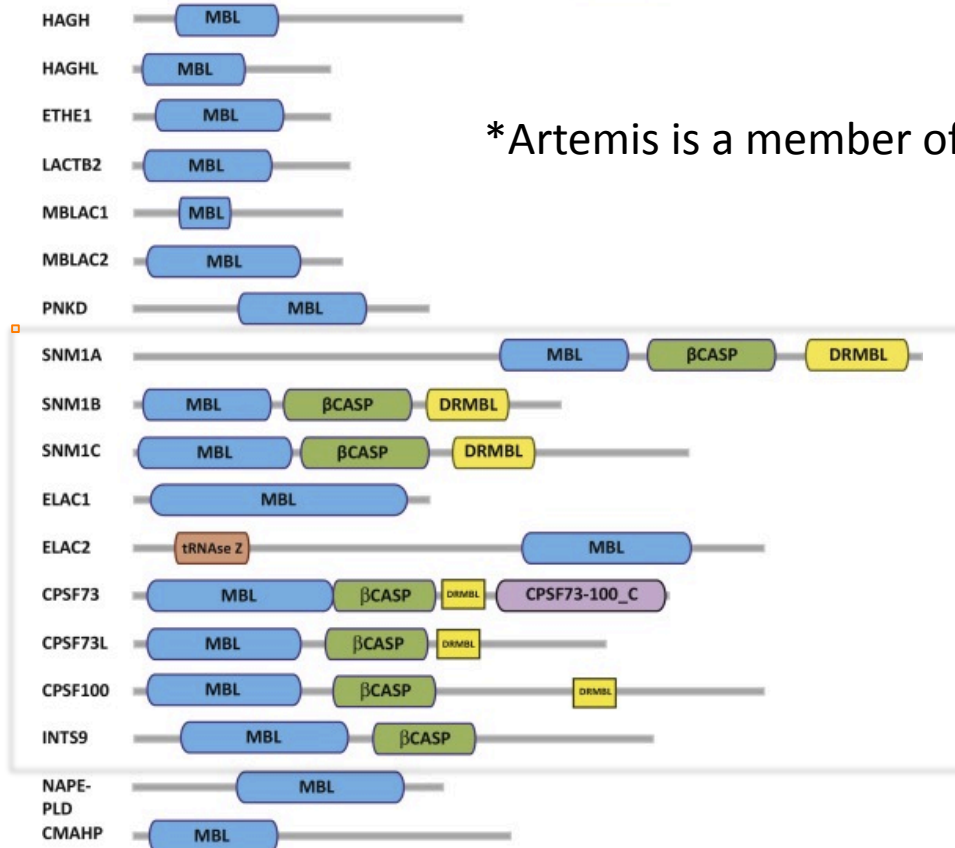 HAGH MBL
HAGHL MBL
ETHE1 MBL
*Artemis is a member of
LACTB2 MBL
MBLAC1 MBL
MBLAC2 MBL
PNKD MBL
SNM1A MBL βCASP DRMBL
SNM1B MBL βCASP DRMBL
SNM1C MBL βCASP DRMBL
ELAC1 MBL
ELAC2 tRNAse Z MBL
CPSF73 MBL βCASP DRMBL CPSF73-100_C
CPSF73L MBL βCASP DRMBL
CPSF100 MBL βCASP DRMBL
INTS9 MBL βCASP
NAPE- MBL
PLD
CMAHP MBL